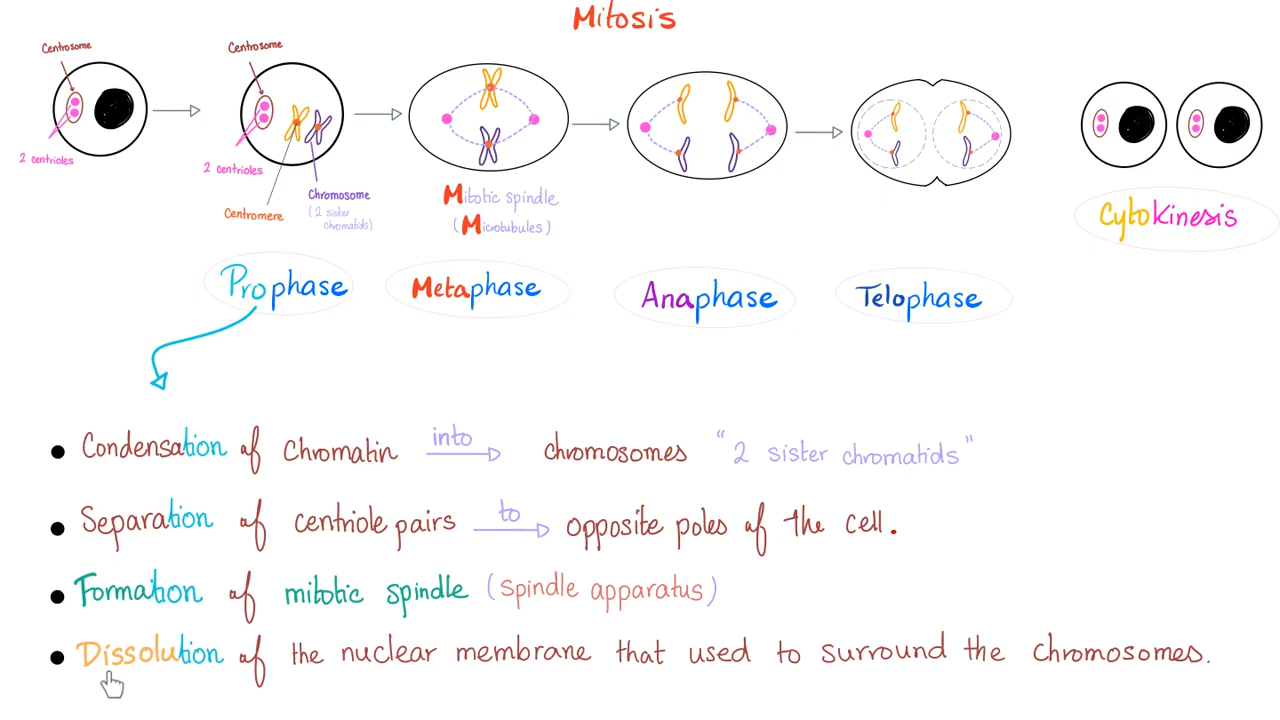 Mitosis
Centrosome
2 centrioles
Centrosome
2 centrioles
Centromere
Chromosome
(2 sister
chromatids)
Mitotic spindle
(Microtubules)
Cytokinesis
Prophase
Metaphase
Anaphase
Telophase
• Condensation of Chromatin into chromosomes "2 sister chromatids"
• Separation of centriole pairs to opposite poles of the cell.
• Formation of mitotic spindle (spindle apparatus)
• Dissolution of the nuclear membrane that used to surround the chromosomes.